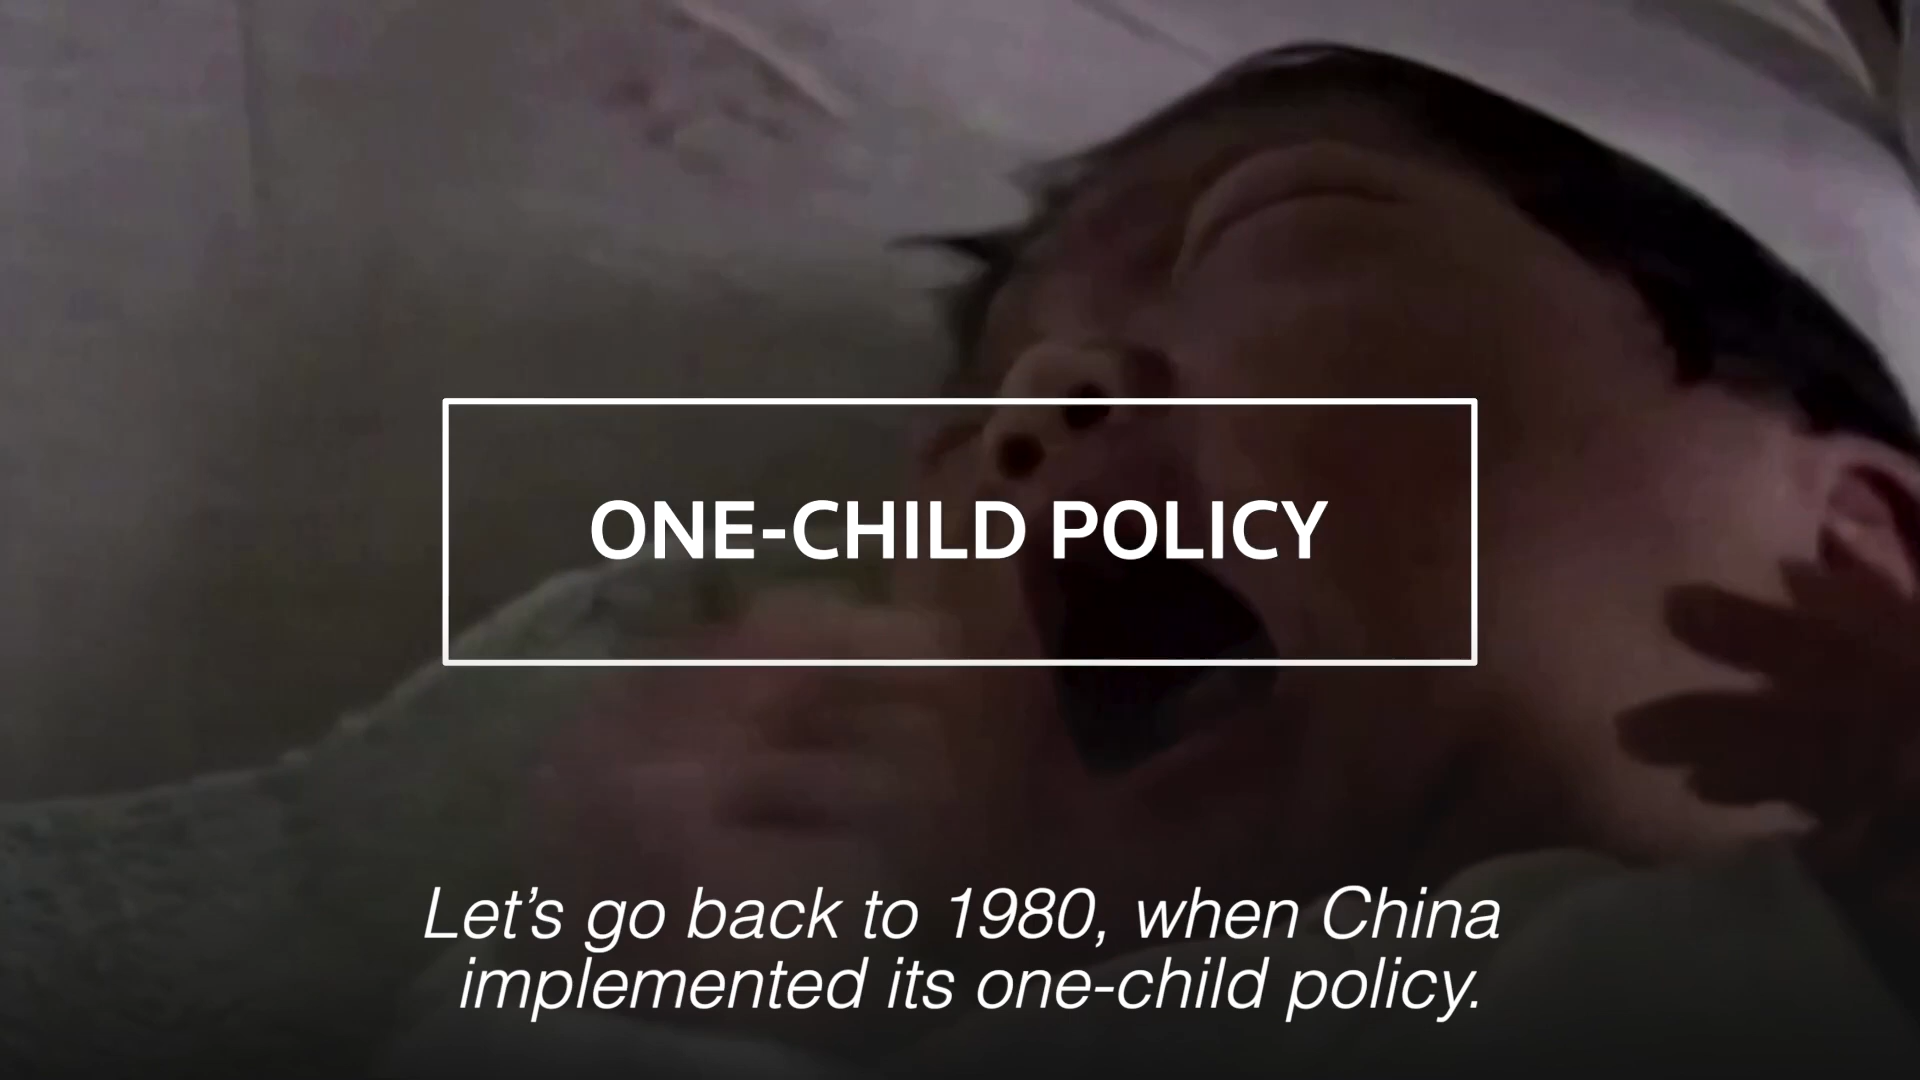 ONE-CHILD POLICY
Let’s go back to 1980, when China
implemented its one-child policy.